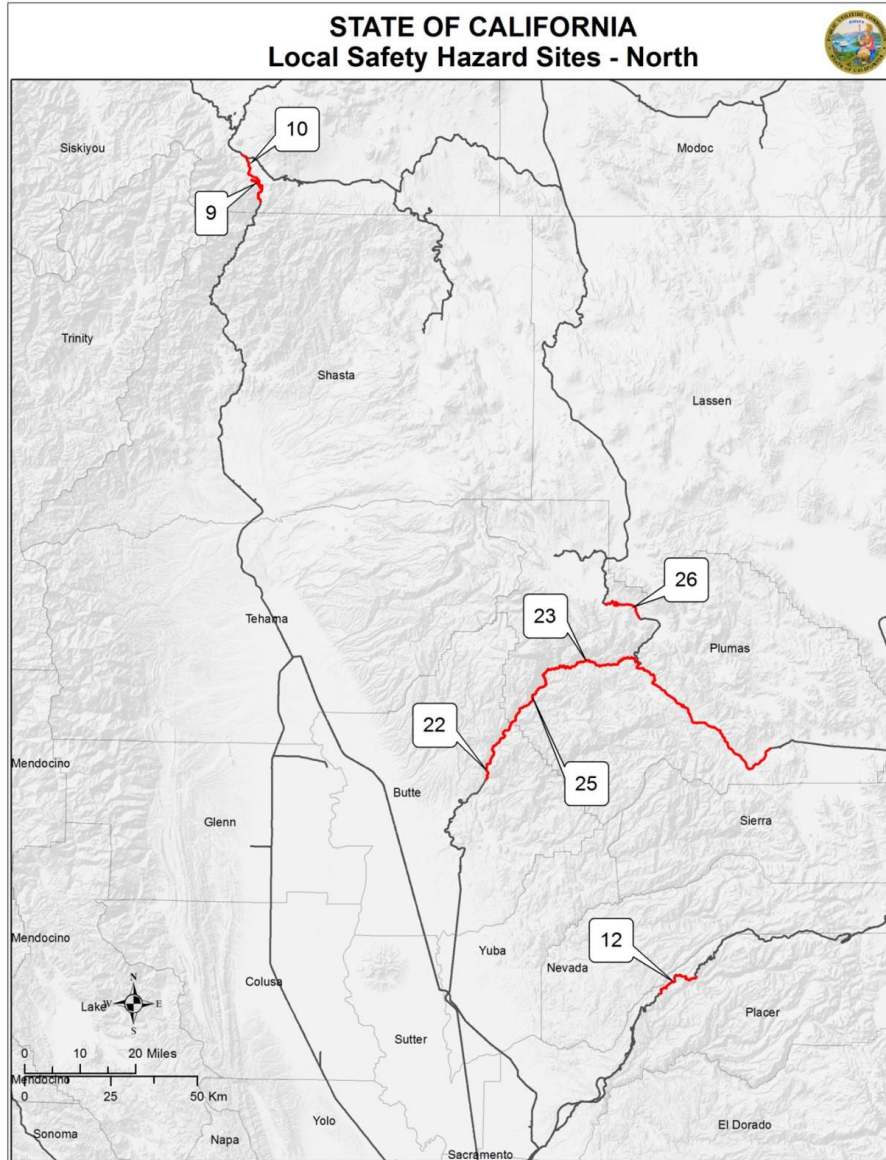 STATE OF CALIFORNIA
Local Safety Hazard Sites - North
Siskiyou
10
Modoc
9
Trinity
Shasta
Lassen
26
23
Tehama
Plumas
22
25
Mendocino
Butte
Glenn
Sierra
12
Mendocino
Yuba
Nevada
N
Colusa
Lake
W
E
Placer
S
Sutter
0 10 20 Miles
Mendocino
0 25 50 Km
Yolo
El Dorado
Sonoma
Napa
Sacramento